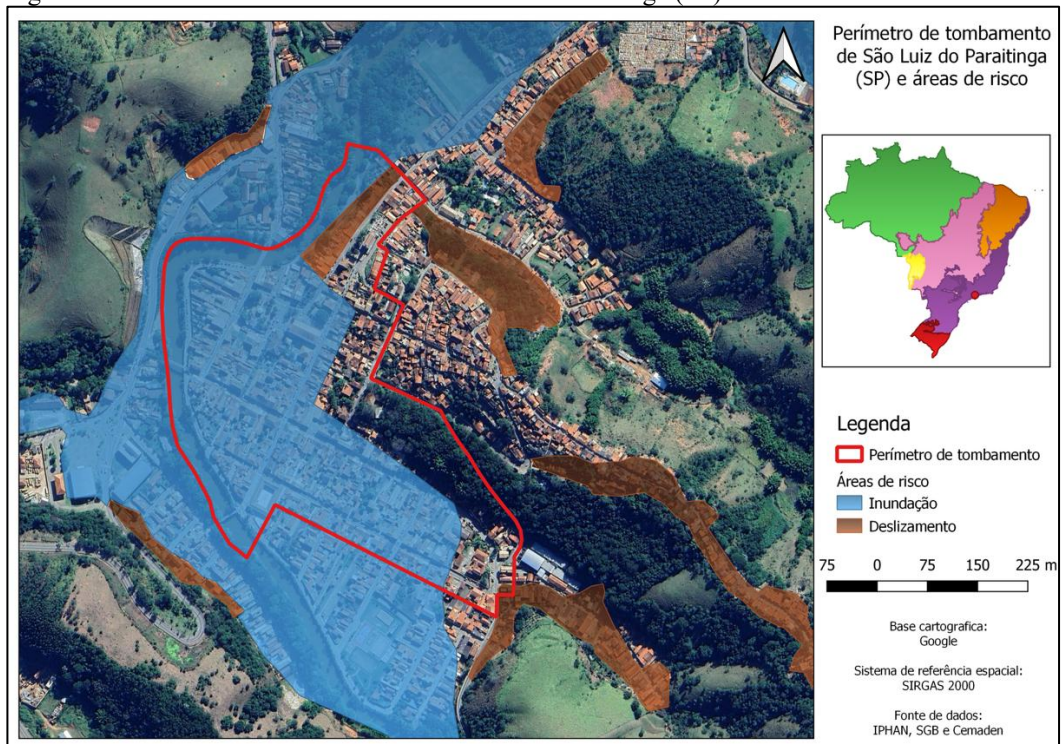 Perímetro de tombamento
de São Luiz do Paraitinga
(SP) e áreas de risco
Legenda
Perímetro de tombamento
Áreas de risco
Inundação
Deslizamento
75 0 75 150 225 m
Base cartografica:
Google
Sistema de referência espacial:
SIRGAS 2000
Fonte de dados:
IPHAN, SGB e Cemaden